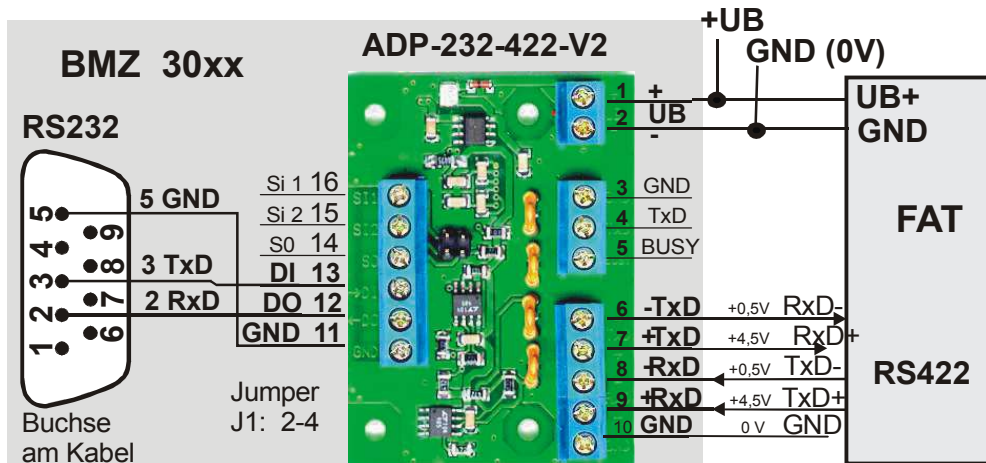 +UB
GND (0V)
BMZ 30xx
ADP-232-422-V2
RS232
5 GND
3 TxD
2 RxD
5
4
3
2
1
9
8
7
6
Buchse
am Kabel
Si 1 16
Si 2 15
S0 14
DI 13
DO 12
GND 11
Jumper
J1: 2-4
1 +
UB
2 -
3 GND
4 TxD
5 BUSY
6 -TxD +0,5V RxD-
7 +TxD +4,5V RxD+
8 -RxD +0,5V TxD-
9 +RxD +4,5V TxD+
10 GND 0 V GND
UB+
GND
FAT
RS422